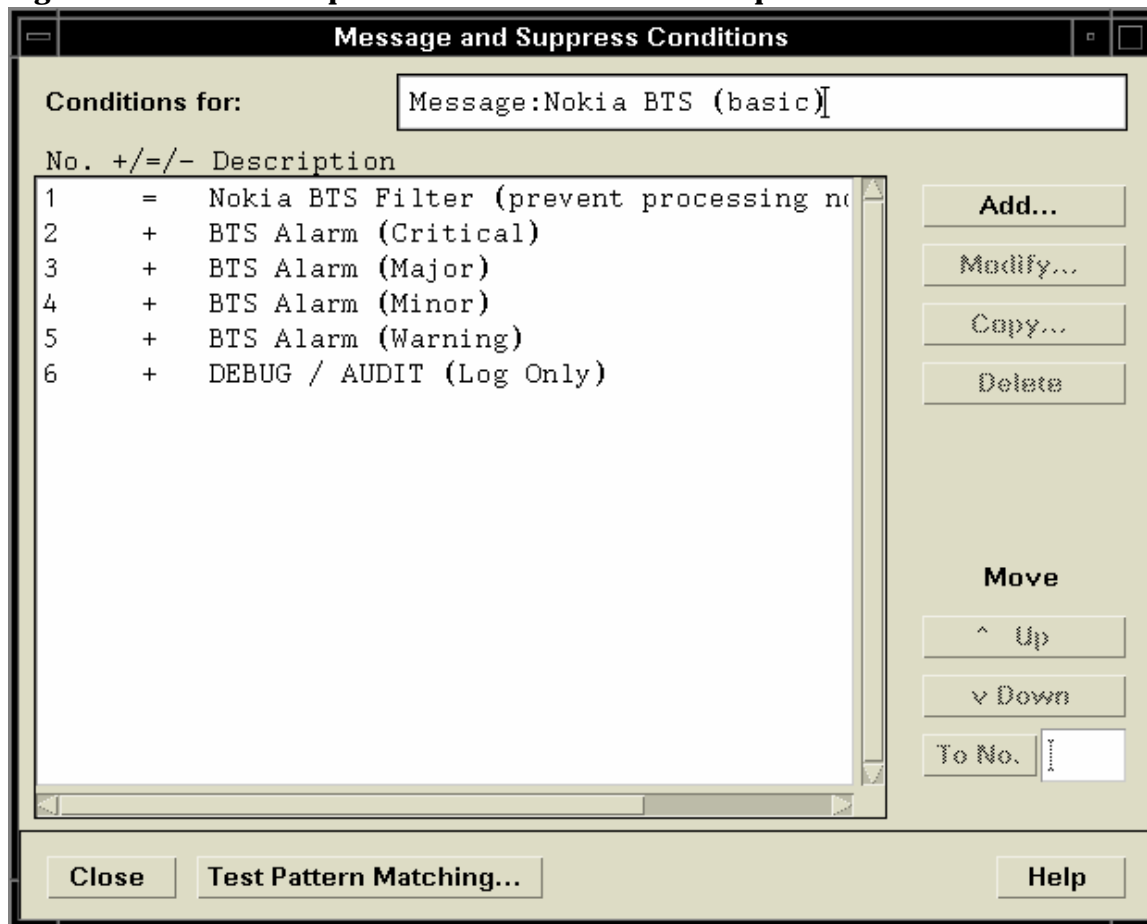 Message and Suppress Conditions
Conditions for: Message:Nokia BTS (basic)
No. +/=/- Description
1 = Nokia BTS Filter (prevent processing
2 + BTS Alarm (Critical)
3 + BTS Alarm (Major)
4 + BTS Alarm (Minor)
5 + BTS Alarm (Warning)
6 + DEBUG / AUDIT (Log Only)
Add...
Modify...
Copy...
Delete
Move
^ Up
v Down
To No.
Close
Test Pattern Matching...
Help